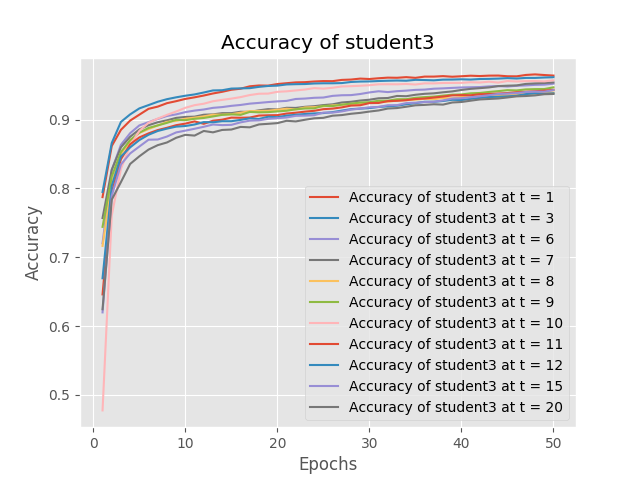 Accuracy of student3
Accuracy
0.9
0.8
0.7
0.6
0.5
Accuracy of student3 at t = 1
Accuracy of student3 at t = 3
Accuracy of student3 at t = 6
Accuracy of student3 at t = 7
Accuracy of student3 at t = 8
Accuracy of student3 at t = 9
Accuracy of student3 at t = 10
Accuracy of student3 at t = 11
Accuracy of student3 at t = 12
Accuracy of student3 at t = 15
Accuracy of student3 at t = 20
0 10 20 30 40 50
Epochs